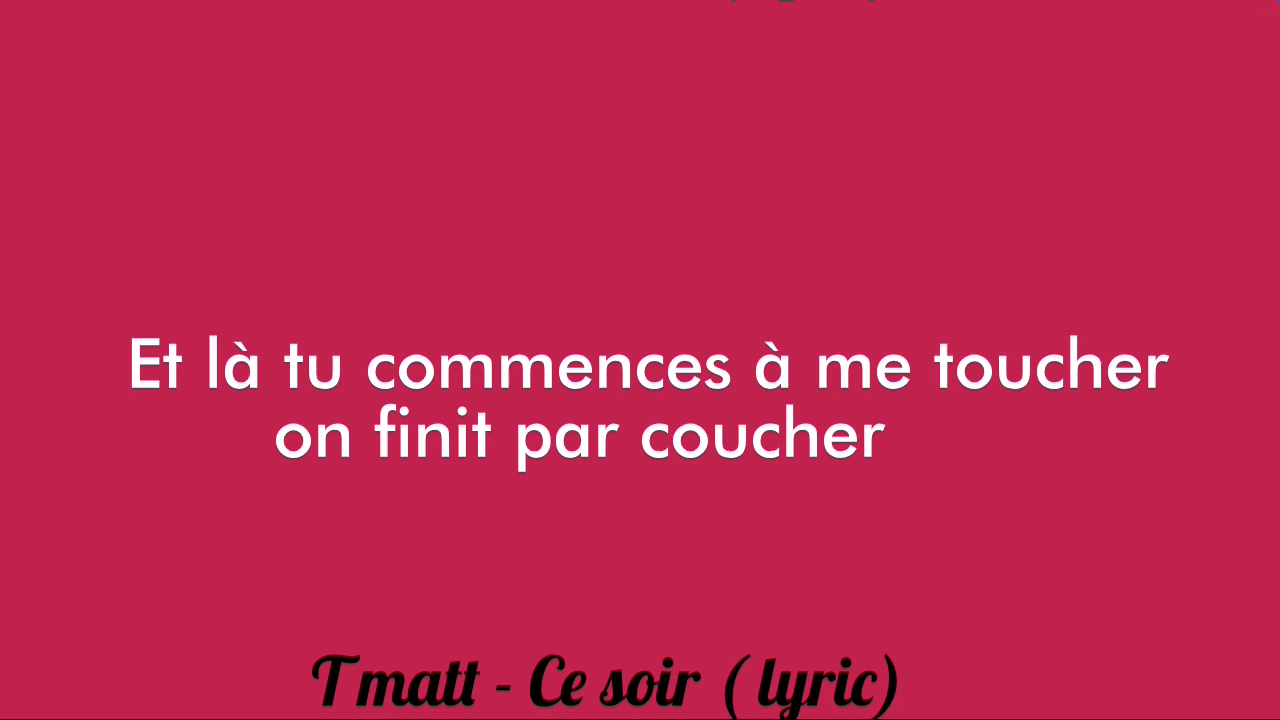 Et là tu commences à me toucher
on finit par coucher
Tmatt - Ce soir ( lyric)